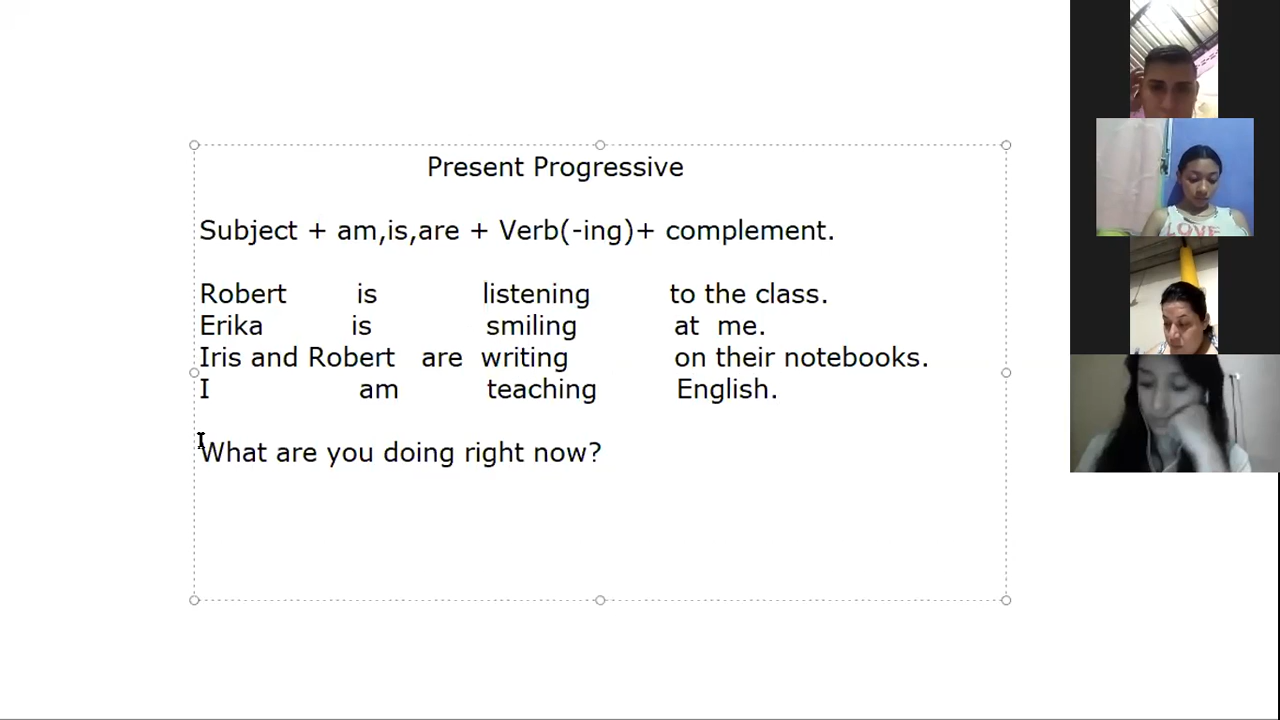 Present Progressive
Subject + am,is,are + Verb(-ing)+ complement.
Robert is listening to the class.
Erika is smiling at me.
Iris and Robert are writing on their notebooks.
I am teaching English.
What are you doing right now?
LOVE